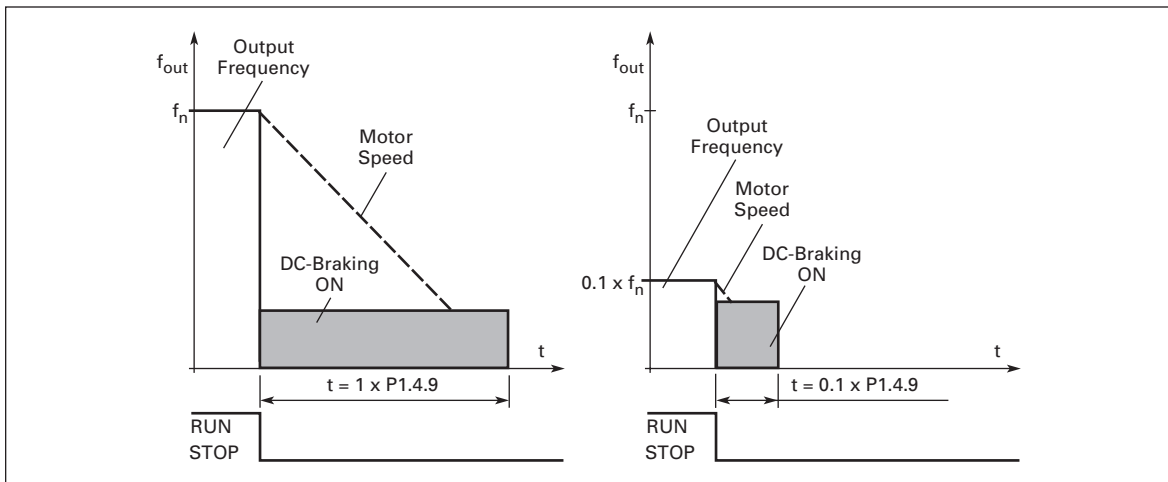 f_out
Output
Frequency
f_n
Motor
Speed
DC-Braking
ON
t
t = 1 x P1.4.9
RUN
STOP
f_out
f_n
Output
Frequency
Motor
Speed
DC-Braking
ON
0.1 x f_n
t
t = 0.1 x P1.4.9
RUN
STOP